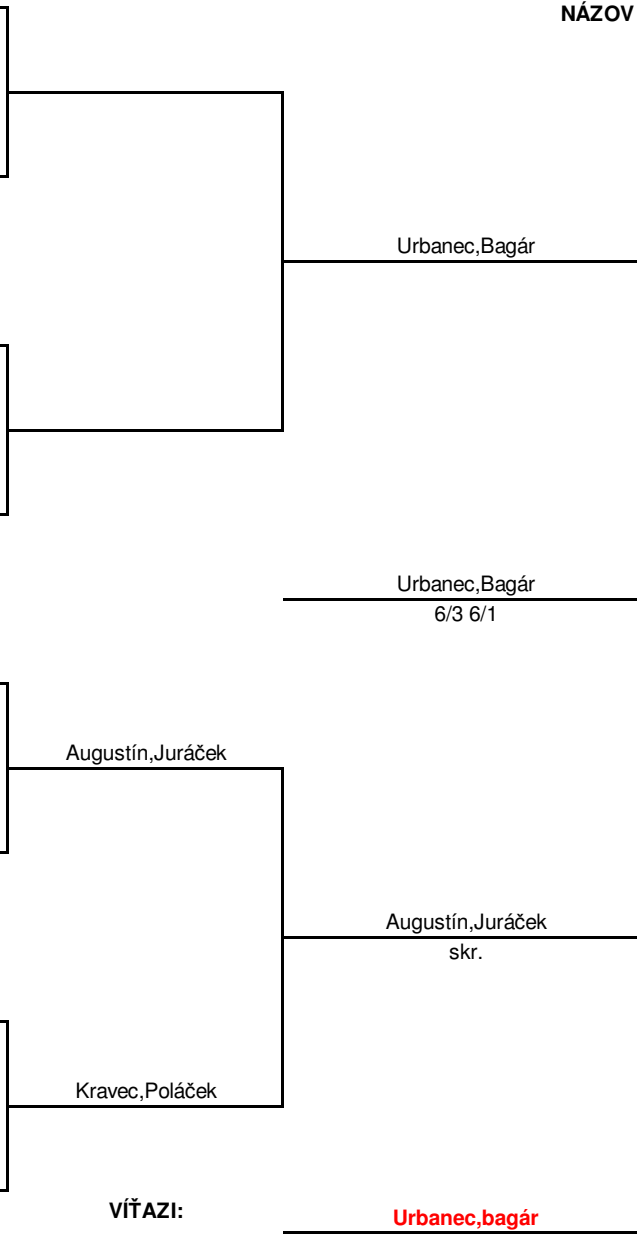 NÁZOV
Urbanec,Bagár
Urbanec,Bagár
6/3 6/1
Augustín,Juráček
Augustín,Juráček
skr.
Kravec,Poláček
VÍŤAZI:
Urbanec,bagár